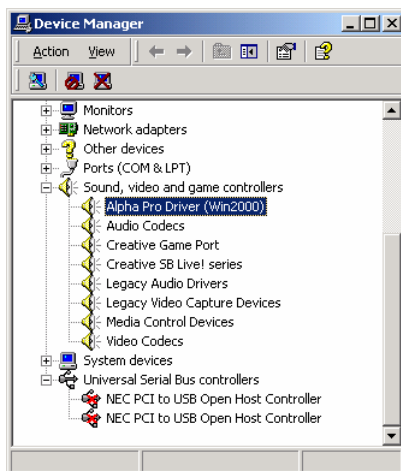 Device Manager
Action View
Monitors
Network adapters
Other devices
Ports (COM & LPT)
Sound, video and game controllers
Alpha Pro Driver (Win2000)
Audio Codecs
Creative Game Port
Creative SB Live! series
Legacy Audio Drivers
Legacy Video Capture Devices
Media Control Devices
Video Codecs
System devices
Universal Serial Bus controllers
NEC PCI to USB Open Host Controller
NEC PCI to USB Open Host Controller